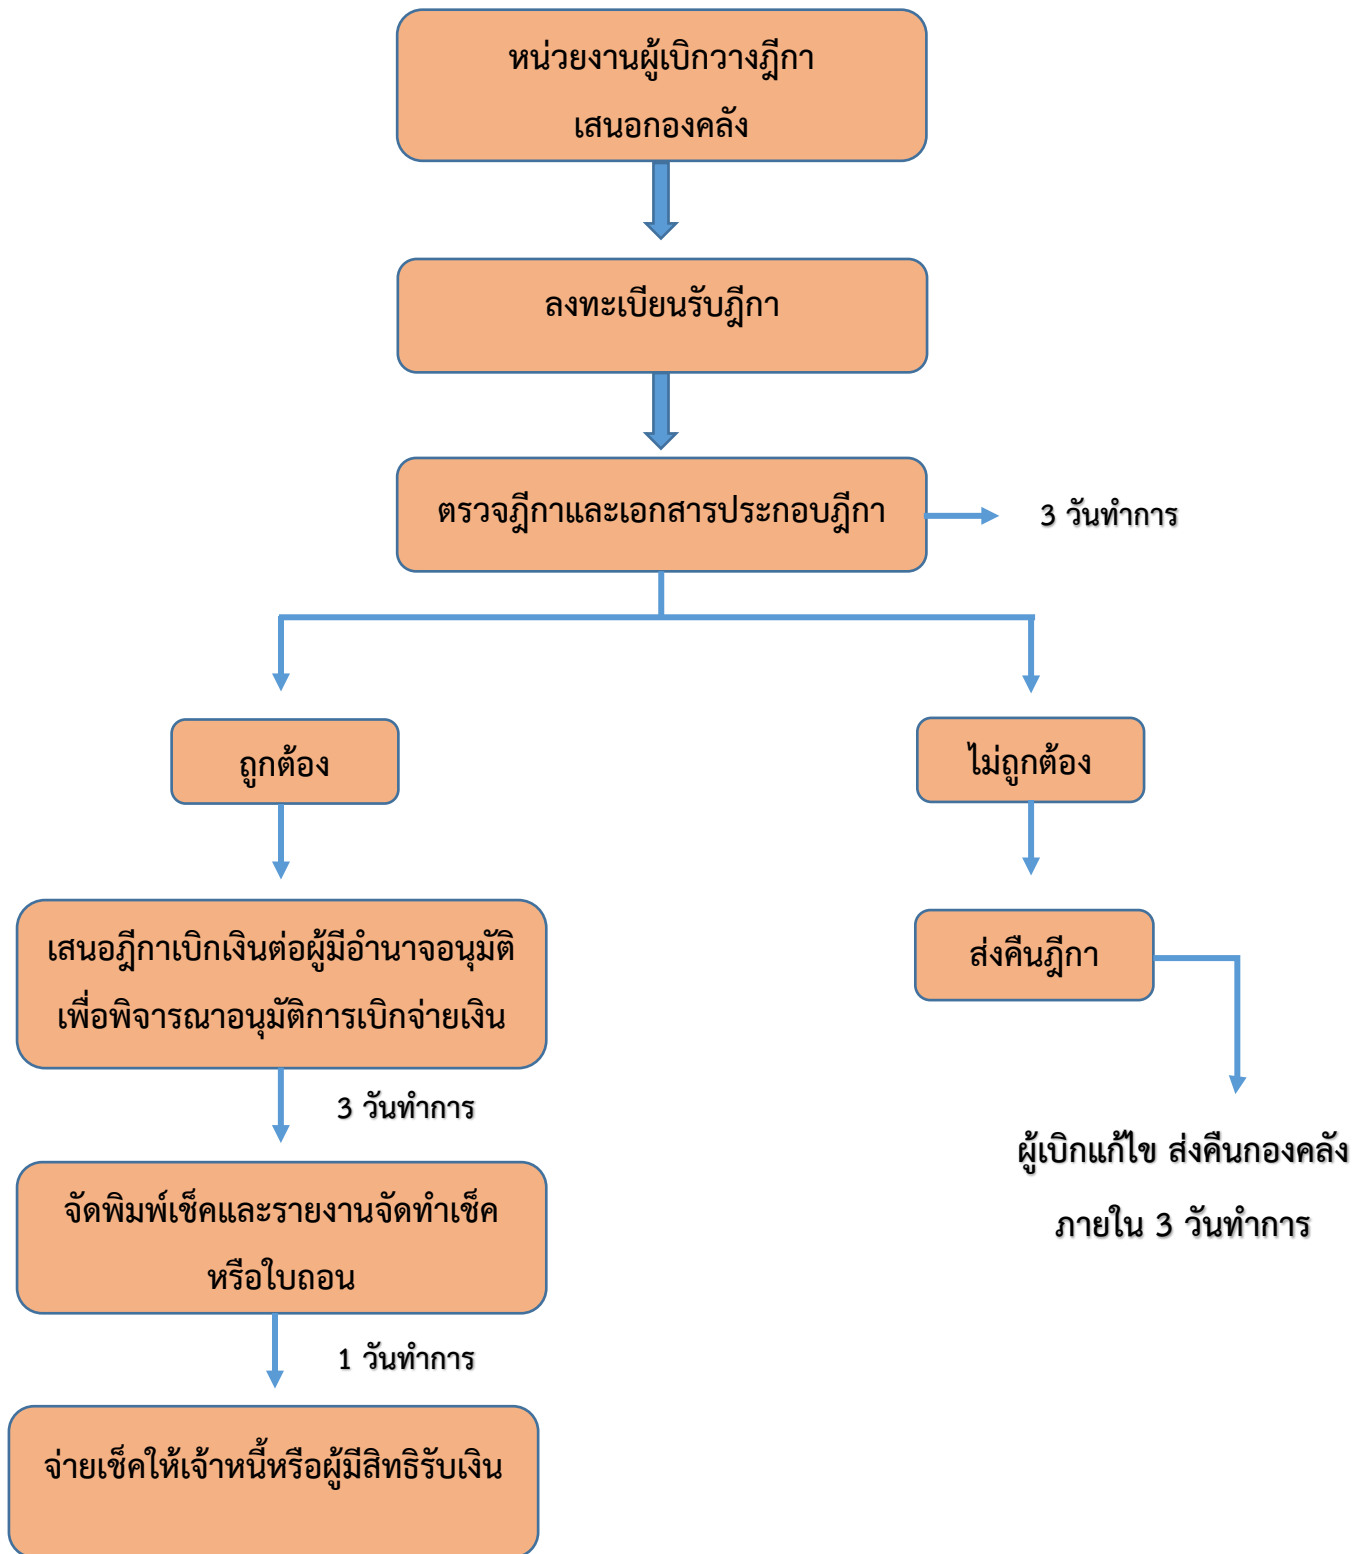 หน่วยงานผู้เบิกวางฎีกา
เสนอกองคลัง
ลงทะเบียนรับฎีกา
ตรวจฎีกาและเอกสารประกอบฎีกา
3 วันทำการ
ถูกต้อง
ไม่ถูกต้อง
เสนอฎีกาเบิกเงินต่อผู้มีอำนาจอนุมัติ
เพื่อพิจารณาอนุมัติการเบิกจ่ายเงิน
ส่งคืนฎีกา
3 วันทำการ
ผู้เบิกแก้ไข ส่งคืนกองคลัง
ภายใน 3 วันทำการ
จัดพิมพ์เช็คและรายงานจัดทำเช็ค
หรือใบถอน
1 วันทำการ
จ่ายเช็คให้เจ้าหนี้หรือผู้มีสิทธิรับเงิน